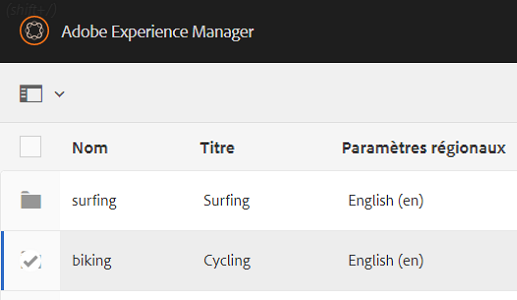 (shift+/)
Adobe Experience Manager
Nom Titre Paramètres régionaux
surfing Surfing English (en)
biking Cycling English (en)